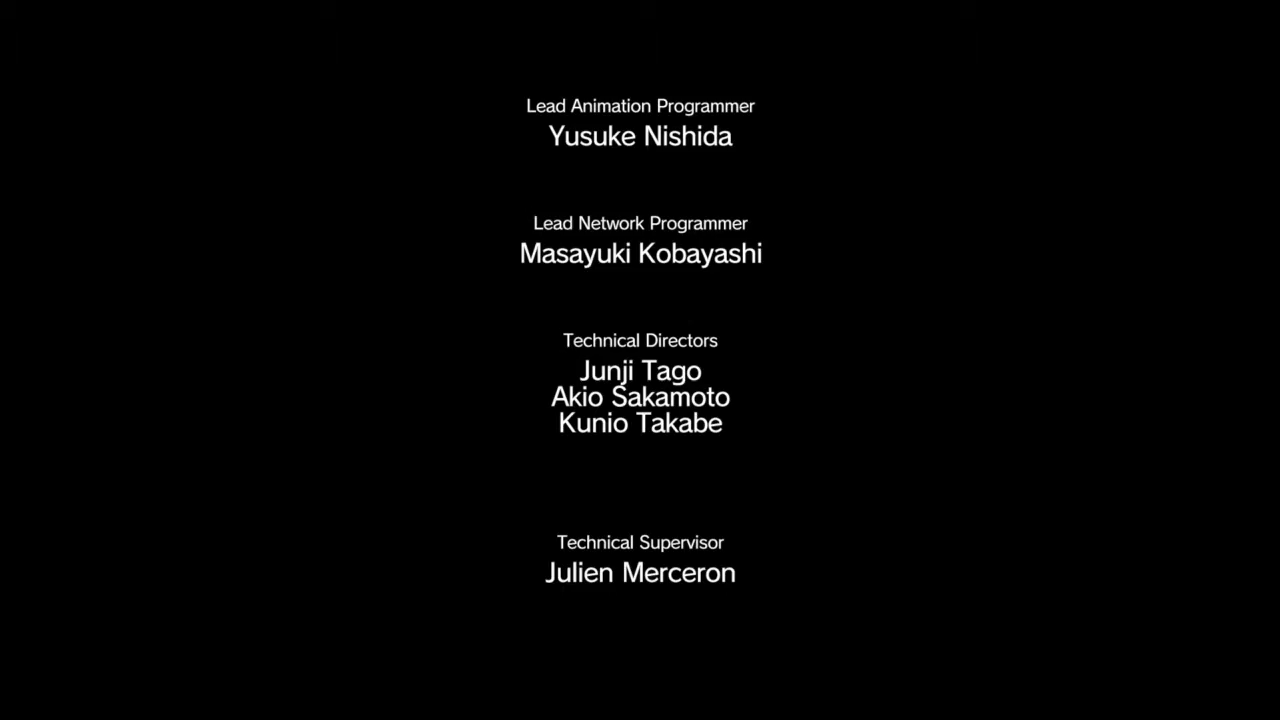 Lead Animation Programmer
Yusuke Nishida
Lead Network Programmer
Masayuki Kobayashi
Technical Directors
Junji Tago
Akio Sakamoto
Kunio Takabe
Technical Supervisor
Julien Merceron